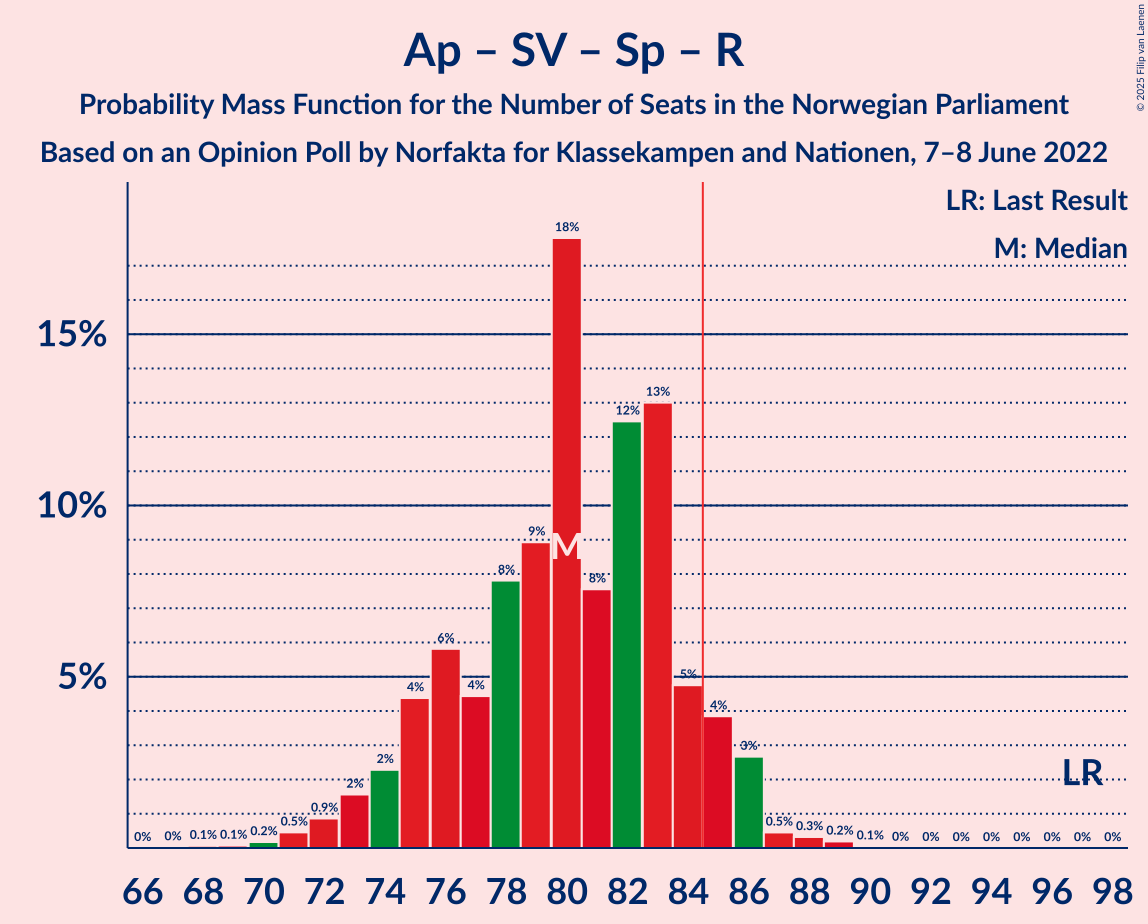 Ap – SV – Sp – R
Probability Mass Function for the Number of Seats in the Norwegian Parliament
Based on an Opinion Poll by Norfakta for Klassekampen and Nationen, 7–8 June 2022
© 2025 Filip van Laenen
LR: Last Result
M: Median
15%
10%
5%
0% 0% 0.1% 0.1% 0.2% 0.5% 0.9% 2% 2% 4% 6% 4% 8% 9% 18% 8% 12% 13% 5% 4% 3% 0.5% 0.3% 0.2% 0.1% 0% 0% 0% 0% 0% 0% 0% 0%
M
LR
66 68 70 72 74 76 78 80 82 84 86 88 90 92 94 96 98